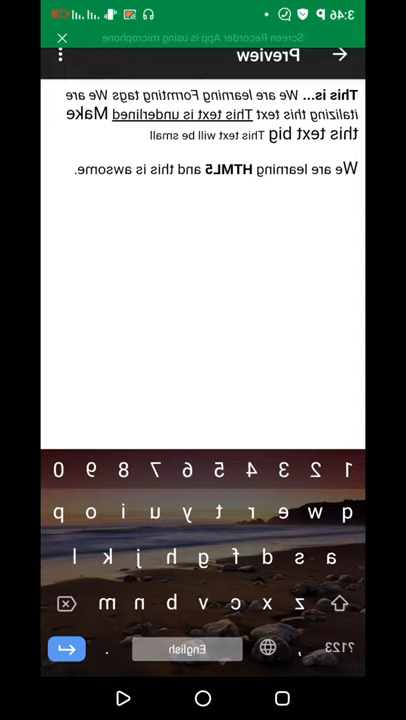 3:46
Screen Recorder App is using microphone
Preview
This is... We are learning Formting tags We are
italizing this text This text is underlined Make
this text big This text will be small
We are learning HTML5 and this is awsome.
1 2 3 4 5 6 7 8 9 0
q w e r t y u i o p
a s d f g h j k l
z x c v b n m
?123 , English .